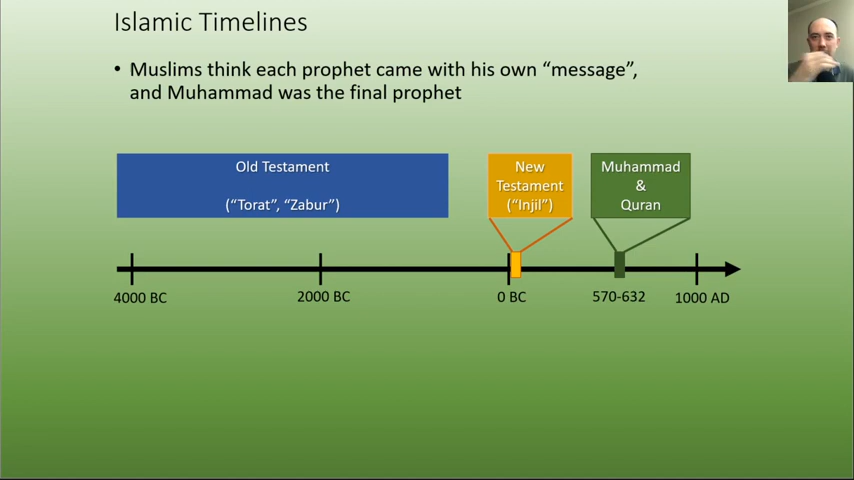 Islamic Timelines
• Muslims think each prophet came with his own “message”,
and Muhammad was the final prophet
Old Testament
(“Torat”, “Zabur”)
New
Testament
(“Injil”)
Muhammad
&
Quran
4000 BC
2000 BC
0 BC
570-632
1000 AD